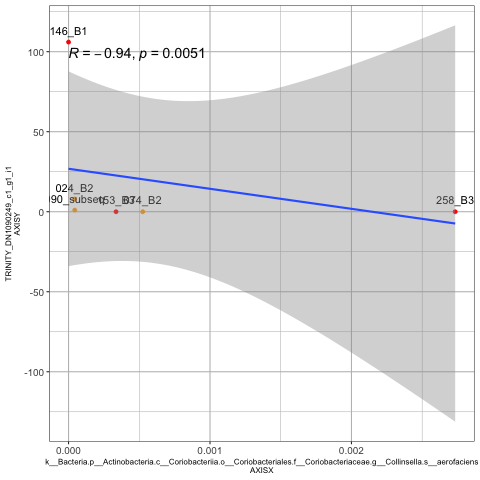 146_B1
R = −0.94, p = 0.0051
100
50
024_B2
90_subseq
074_B2
258_B3
0
-50
-100
0.000
0.001
0.002
TRINITY_DN1090249_c1_g1_i1
AXISY
k__Bacteria.p__Actinobacteria.c__Coriobacteriia.o__Coriobacteriales.f__Coriobacteriaceae.g__Collinsella.s__aerofaciens
AXISX